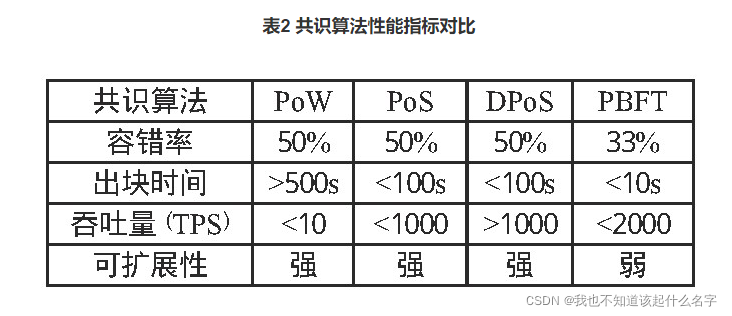 表2 共识算法性能指标对比
共识算法 PoW PoS DPoS PBFT
容错率 50% 50% 50% 33%
出块时间 >500s <100s <100s <10s
吞吐量 (TPS) <10 <1000 >1000 <2000
可扩展性 强 强 强 弱
CSDN @我也不知道该起什么名字